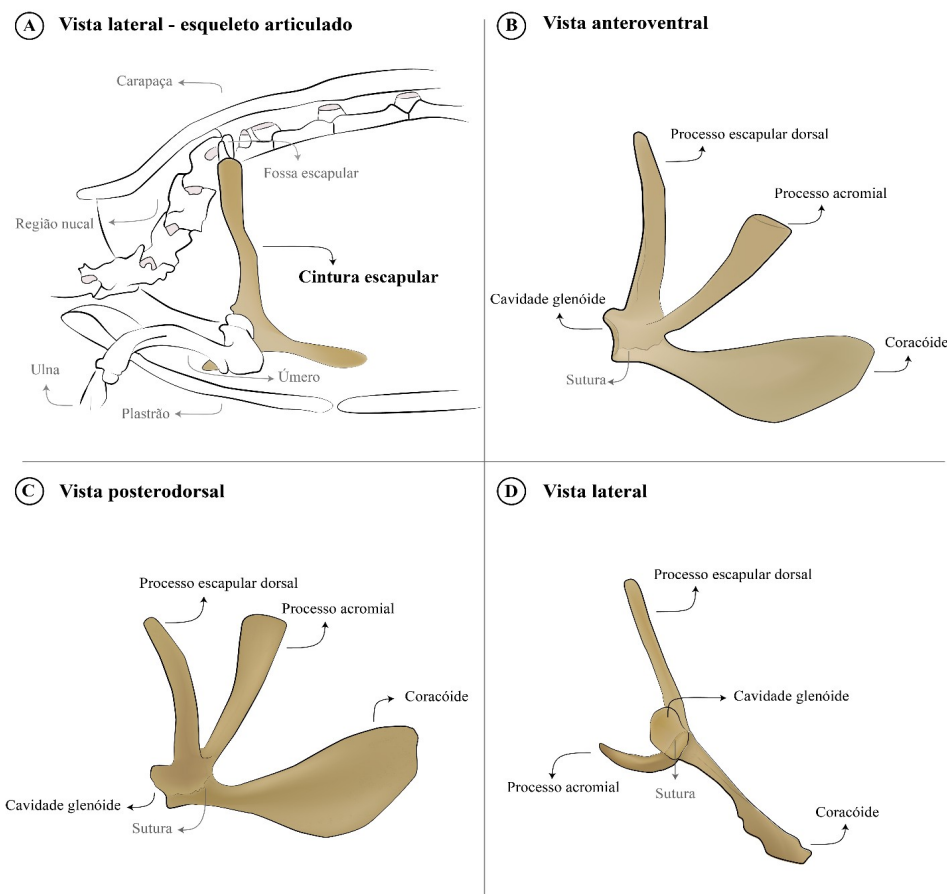 A Vista lateral - esqueleto articulado
Carapaça
Fossa escapular
Região nucal
Cintura escapular
Ulna
Úmero
Plastrão
B Vista anteroventral
Processo escapular dorsal
Processo acromial
Cavidade glenóide
Coracóide
Sutura
C Vista posterodorsal
Processo escapular dorsal
Processo acromial
Coracóide
Cavidade glenóide
Sutura
D Vista lateral
Processo escapular dorsal
Cavidade glenóide
Processo acromial
Sutura
Coracóide